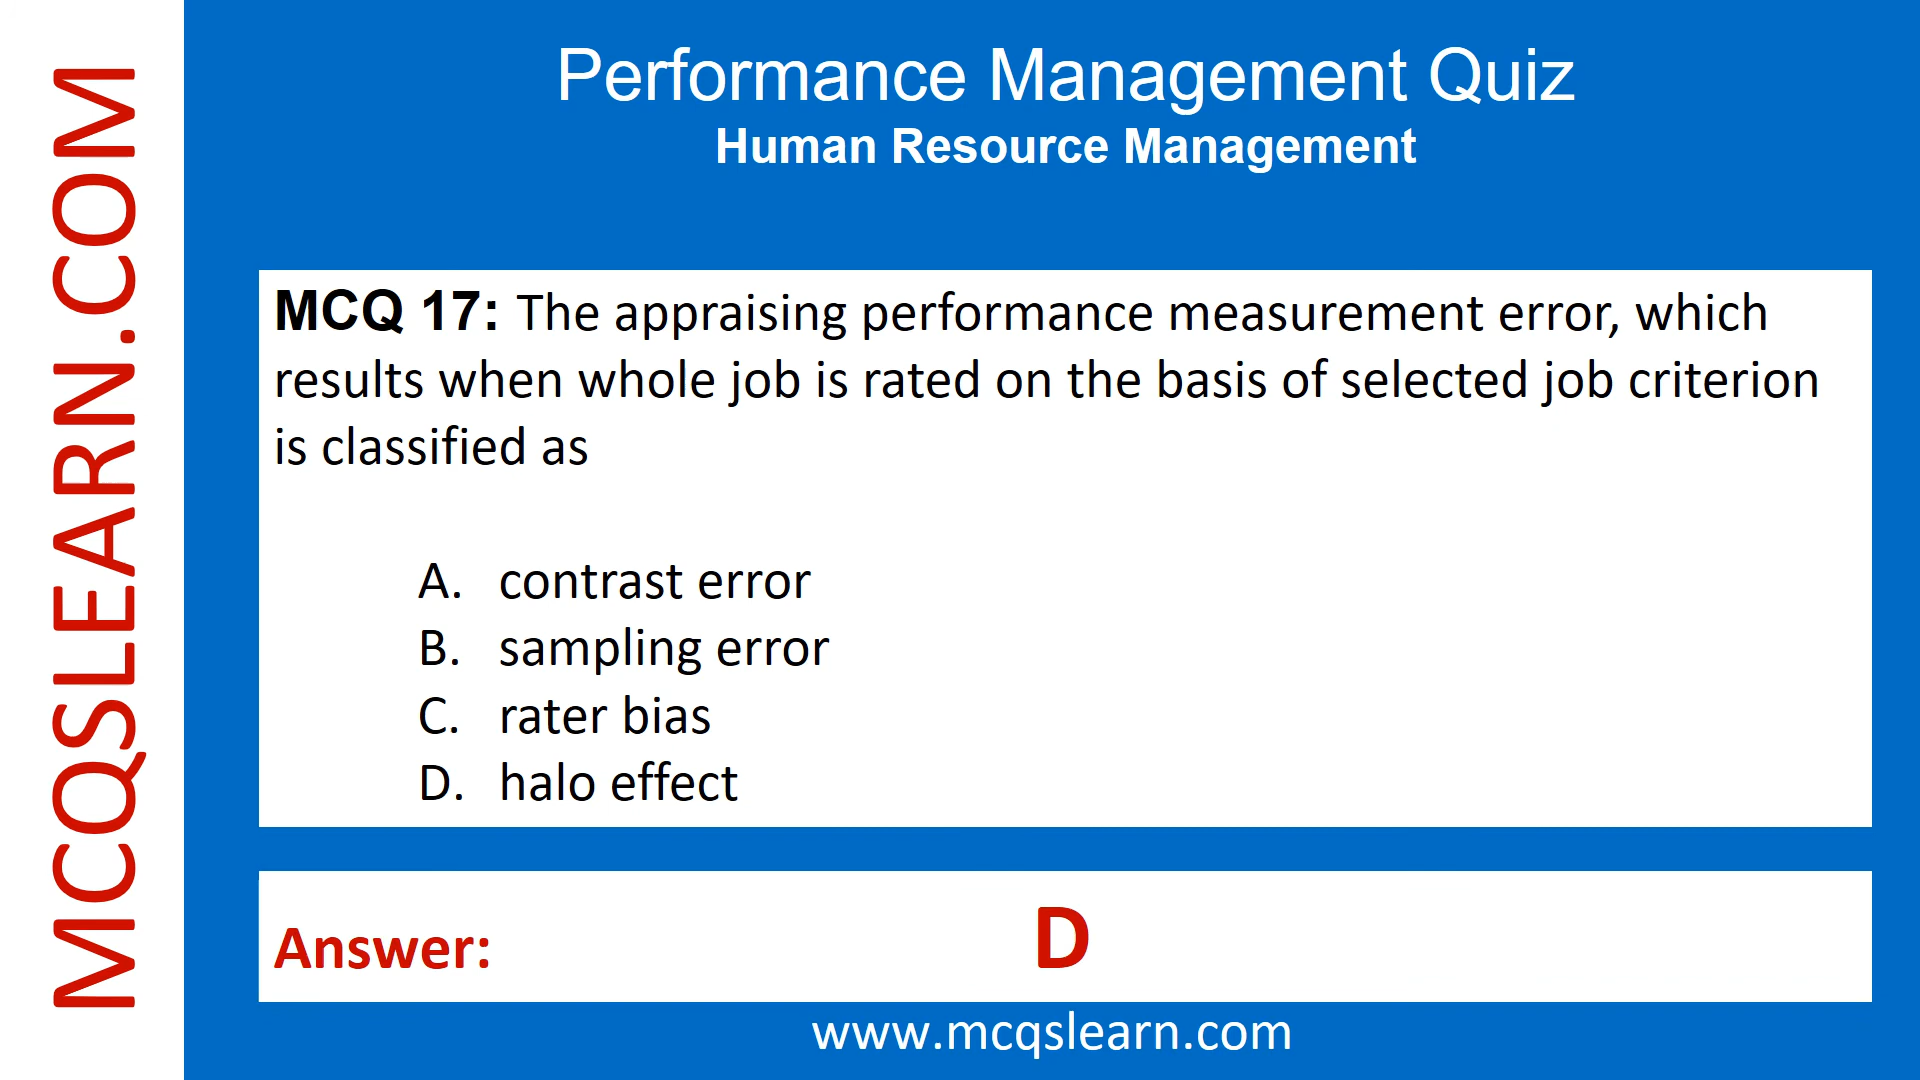 MCQSLEARN.COM
Performance Management Quiz
Human Resource Management
MCQ 17: The appraising performance measurement error, which
results when whole job is rated on the basis of selected job criterion
is classified as
A. contrast error
B. sampling error
C. rater bias
D. halo effect
Answer: D
www.mcqslearn.com